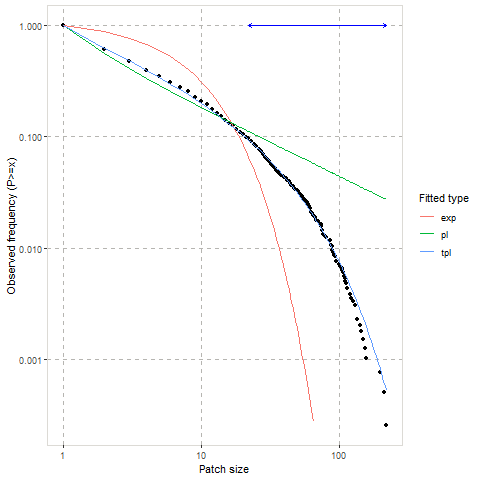 1.000
0.100
0.010
0.001
Observed frequency (P>=x)
1
10
100
Patch size
Fitted type
exp
pl
tpl